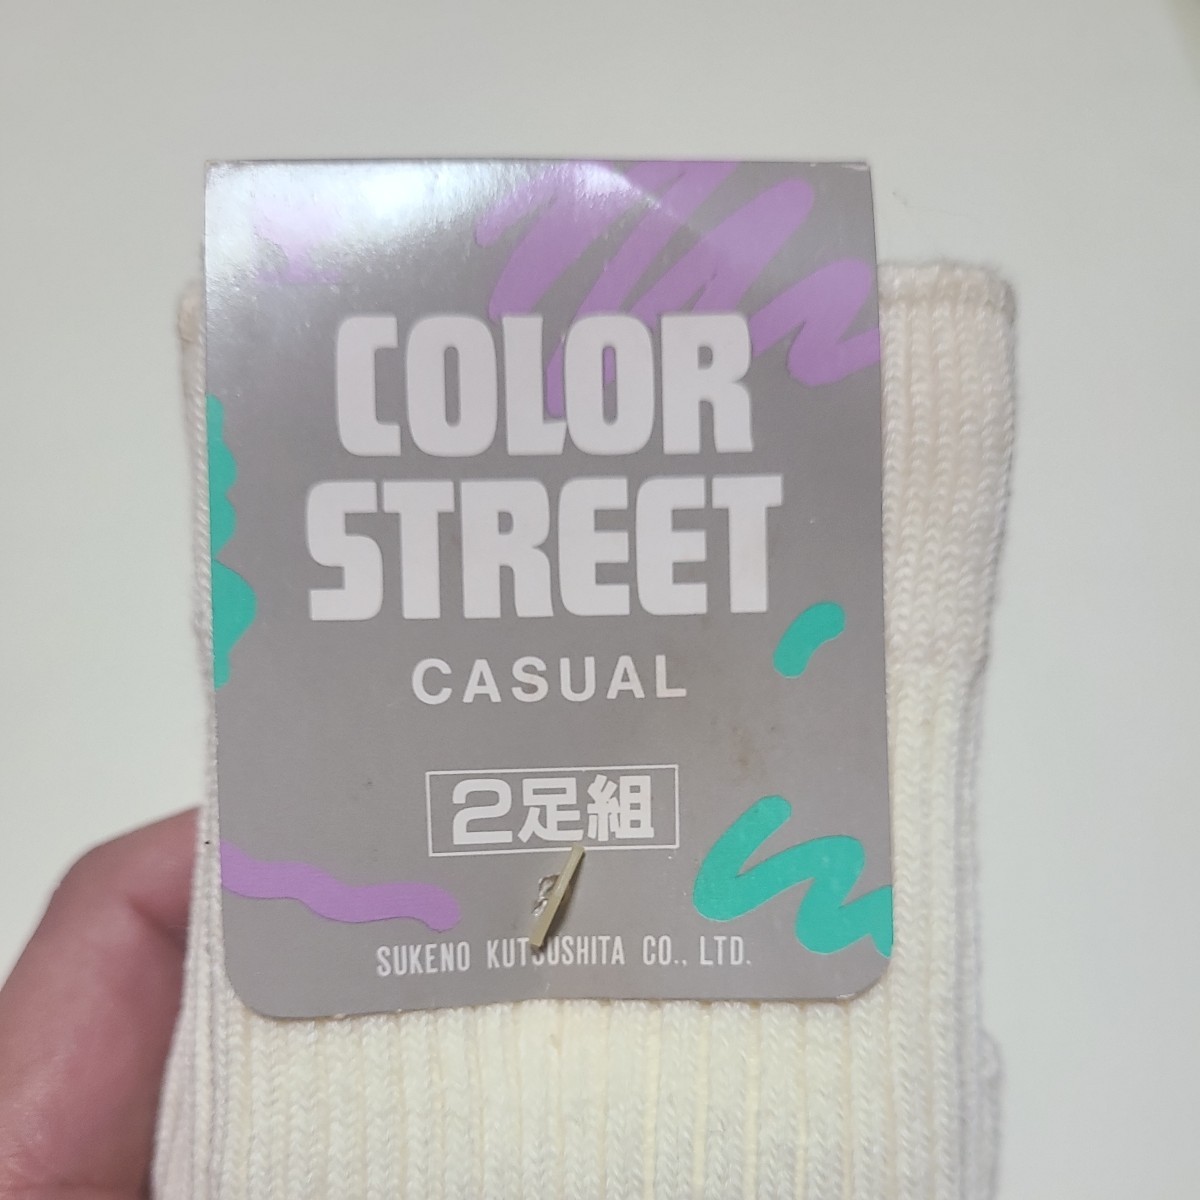 COLOR
STREET
CASUAL
2足組
SUKENO KUTSUSHITA CO., LTD.